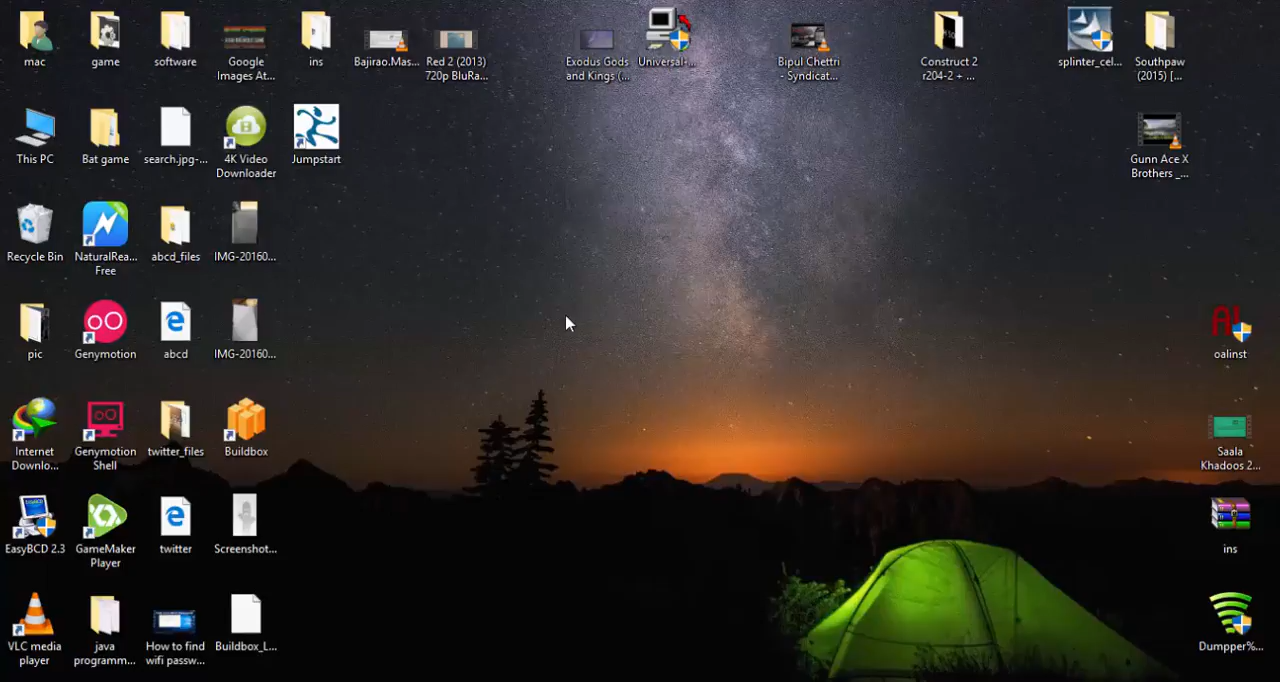 mac
game
software
Google
Images At...
ins
Bajirao.Mas...
Red 2 (2013)
720p BluRa...
Exodus Gods
and Kings (...
Universal-...
Bipul Chettri
- Syndicat...
Construct 2
r204-2 + ...
splinter_cel...
Southpaw
(2015) [...
This PC
Bat game
search.jpg-...
4K Video
Downloader
Jumpstart
Gunn Ace X
Brothers _...
Recycle Bin
NaturalRea...
Free
abcd_files
IMG-20160...
pic
Genymotion
abcd
IMG-20160...
oalinst
Internet
Downlo...
Genymotion
Shell
twitter_files
Buildbox
Saala
Khadoos 2...
EasyBCD 2.3
GameMaker
Player
twitter
Screenshot...
ins
VLC media
player
java
programm...
How to find
wifi passw...
Buildbox_L...
Dumpper%...